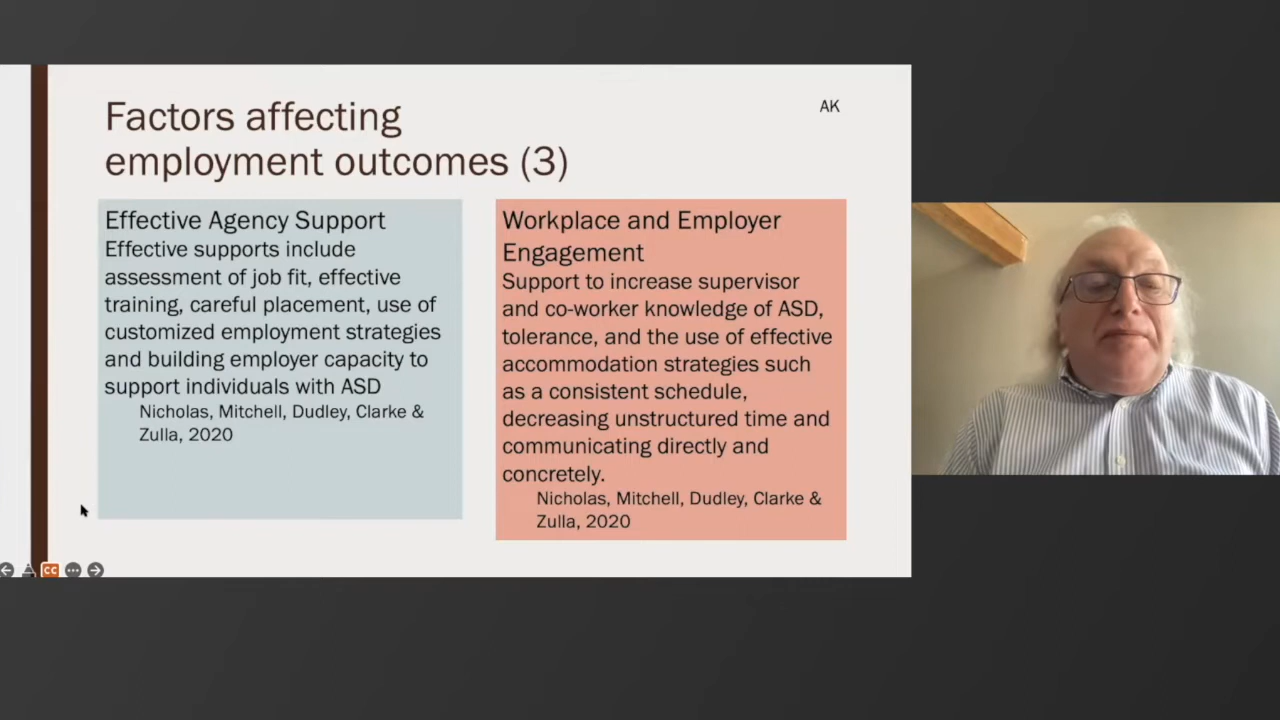 Factors affecting
employment outcomes (3)
AK
Effective Agency Support
Effective supports include
assessment of job fit, effective
training, careful placement, use of
customized employment strategies
and building employer capacity to
support individuals with ASD
Nicholas, Mitchell, Dudley, Clarke &
Zulla, 2020
Workplace and Employer
Engagement
Support to increase supervisor
and co-worker knowledge of ASD,
tolerance, and the use of effective
accommodation strategies such
as a consistent schedule,
decreasing unstructured time and
communicating directly and
concretely.
Nicholas, Mitchell, Dudley, Clarke &
Zulla, 2020
CC